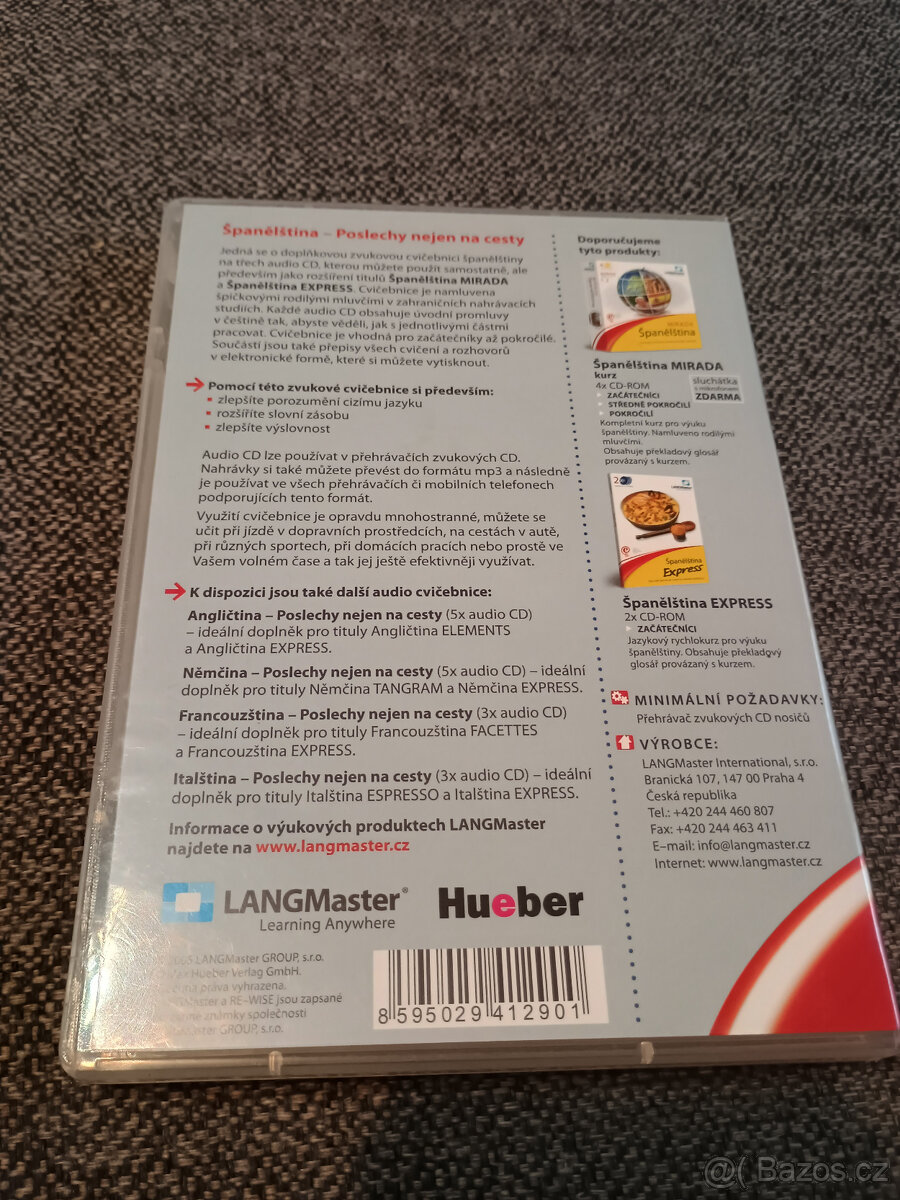 Španělština – Poslechy nejen na cesty
Jedná se o doplňkovou zvukovou cvičebnici španělštiny
na třech audio CD, kterou můžete použít samostatně, ale
především jako rozšíření titulů Španělština MIRADA
a Španělština EXPRESS. Cvičebnice je namluvena
špičkovými rodilými mluvčími v zahraničních nahrávacích
studiích. Každé audio CD obsahuje úvodní promluvy
v češtině tak, abyste věděli, jak s jednotlivými částmi
pracovat. Cvičebnice je vhodná pro začátečníky až pokročilé.
Součástí jsou také přepisy všech cvičení a rozhovorů
v elektronické formě, které si můžete vytisknout.
Pomocí této zvukové cvičebnice si především:
zlepšíte porozumění cizímu jazyku
rozšíříte slovní zásobu
zlepšíte výslovnost
Audio CD lze používat v přehrávačích zvukových CD.
Nahrávky si také můžete převést do formátu mp3 a následně
je používat ve všech přehrávačích či mobilních telefonech
podporujících tento formát.
Využití cvičebnice je opravdu mnohostranné, můžete se
učit při jízdě v dopravních prostředcích, na cestách v autě,
při různých sportech, při domácích pracích nebo prostě ve
Vašem volném čase a tak jej ještě efektivněji využívat.
K dispozici jsou také další audio cvičebnice:
Angličtina – Poslechy nejen na cesty (5x audio CD)
– ideální doplněk pro tituly Angličtina ELEMENTS
a Angličtina EXPRESS.
Němčina – Poslechy nejen na cesty (5x audio CD) – ideální
doplněk pro tituly Němčina TANGRAM a Němčina EXPRESS.
Francouzština – Poslechy nejen na cesty (3x audio CD)
– ideální doplněk pro tituly Francouzština FACETTES
a Francouzština EXPRESS.
Italština – Poslechy nejen na cesty (3x audio CD) – ideální
doplněk pro tituly Italština ESPRESSO a Italština EXPRESS.
Informace o výukových produktech LANGMaster
najdete na www.langmaster.cz
LANGMaster®
Learning Anywhere
Hueber
2005 LANGMaster GROUP, s.r.o.
Hueber Verlag GmbH.
práva vyhrazena.
a RE-WISE jsou zapsané
známky společnosti
GROUP, s.r.o.
8 595029 412901
Doporučujeme
tyto produkty:
MIRADA
Španělština
Španělština MIRADA
kurz
4x CD-ROM
ZAČÁTEČNÍCI
STŘEDNĚ POKROČILÍ
POKROČILÍ
sluchátka
s mikrofonem
ZDARMA
Kompletní kurz pro výuku
španělštiny. Namluveno rodilými
mluvčími.
Obsahuje překladový glosář
provázaný s kurzem.
LANGMaster
Španělština
Express
Španělština EXPRESS
2x CD-ROM
ZAČÁTEČNÍCI
Jazykový rychlokurz pro výuku
španělštiny. Obsahuje překladový
glosář provázaný s kurzem.
MINIMÁLNÍ POŽADAVKY:
Přehrávač zvukových CD nosičů
VÝROBCE:
LANGMaster International, s.r.o.
Branická 107, 147 00 Praha 4
Česká republika
Tel.: +420 244 460 807
Fax: +420 244 463 411
E–mail: info@langmaster.cz
Internet: www.langmaster.cz
@( Bazos.cz